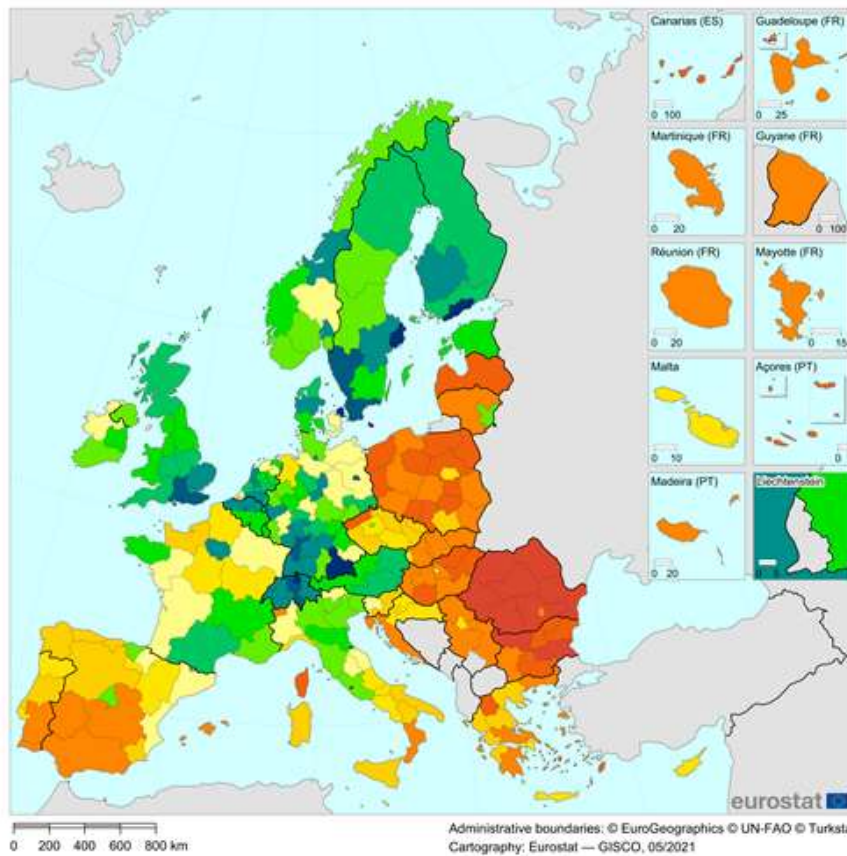 Canarias (ES)
0 100
Guadeloupe (FR)
0 25
Martinique (FR)
0 20
Guyane (FR)
0 100
Réunion (FR)
0 20
Mayotte (FR)
0 15
Malta
0 10
Açores (PT)
0
Madeira (PT)
0 20
Liechtenstein
eurostat
0 200 400 600 800 km
Administrative boundaries: © EuroGeographics © UN-FAO © Turksta
Cartography: Eurostat — GISCO, 05/2021